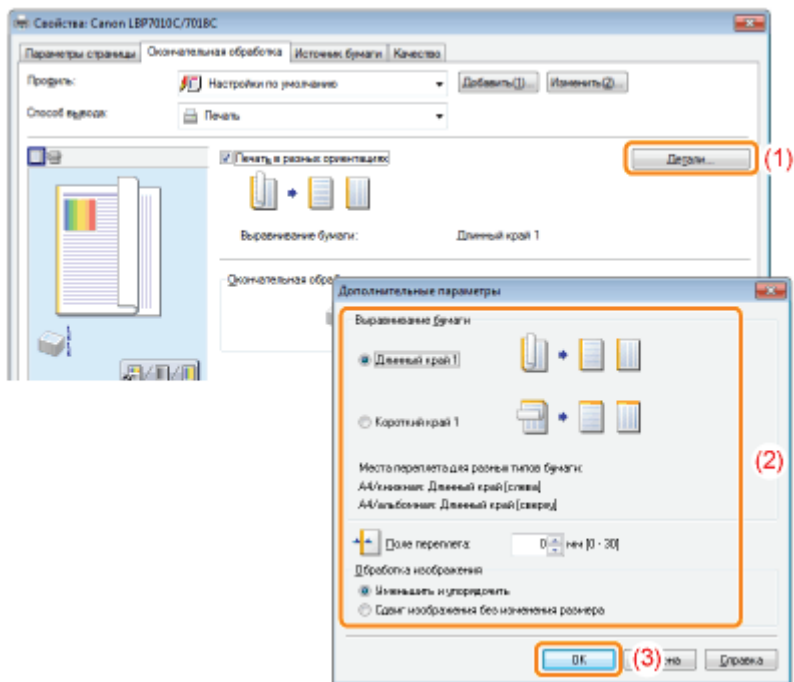 Свойства: Canon LBP7010C/7018C
Параметры страницы Окончательная обработка Источник бумаги Качество
Профиль: Настройки по умолчанию Добавить(1)... Изменить(2)...
Способ вывода: Печать
Печать в разных ориентациях Детали... (1)
Выравнивание бумаги: Длинный край 1
Окончательная обра
Дополнительные параметры
Выравнивание бумаги
Длинный край 1
Короткий край 1
(2)
Места переплета для разных типов бумаги:
A4/книжная: Длинный край [слева]
A4/альбомная: Длинный край [сверху]
Поле переплета: 0 мм [0 - 30]
Обработка изображения
Уменьшить и упорядочить
Сдвиг изображения без изменения размера
OK (3) на Справка